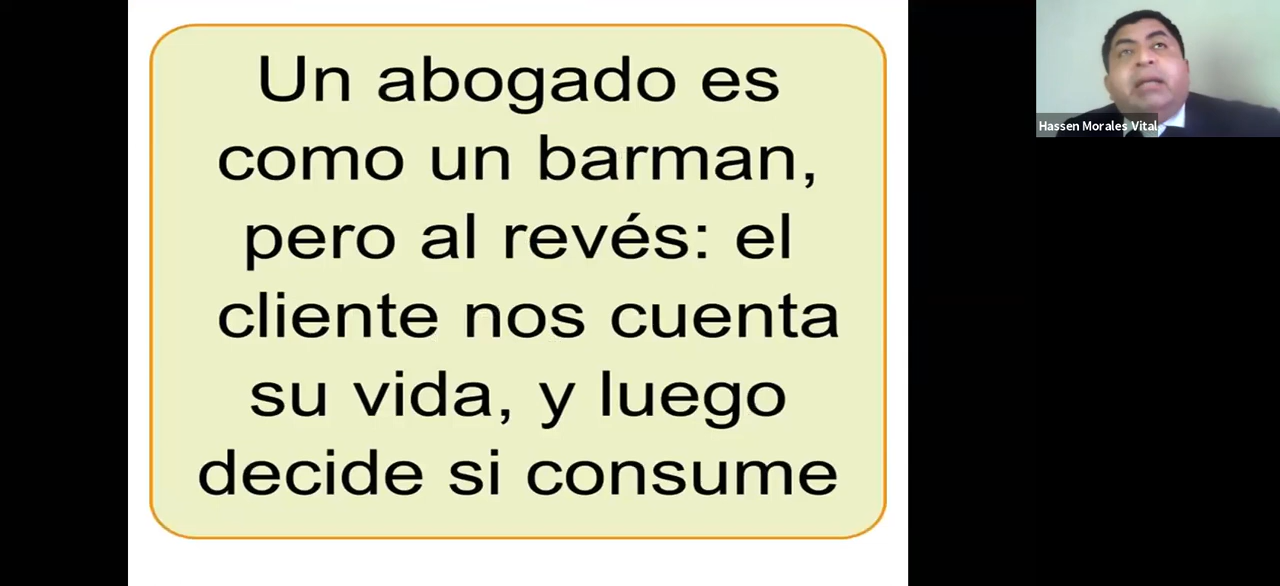 Un abogado es
como un barman,
pero al revés: el
cliente nos cuenta
su vida, y luego
decide si consume
Hassen Morales Vital